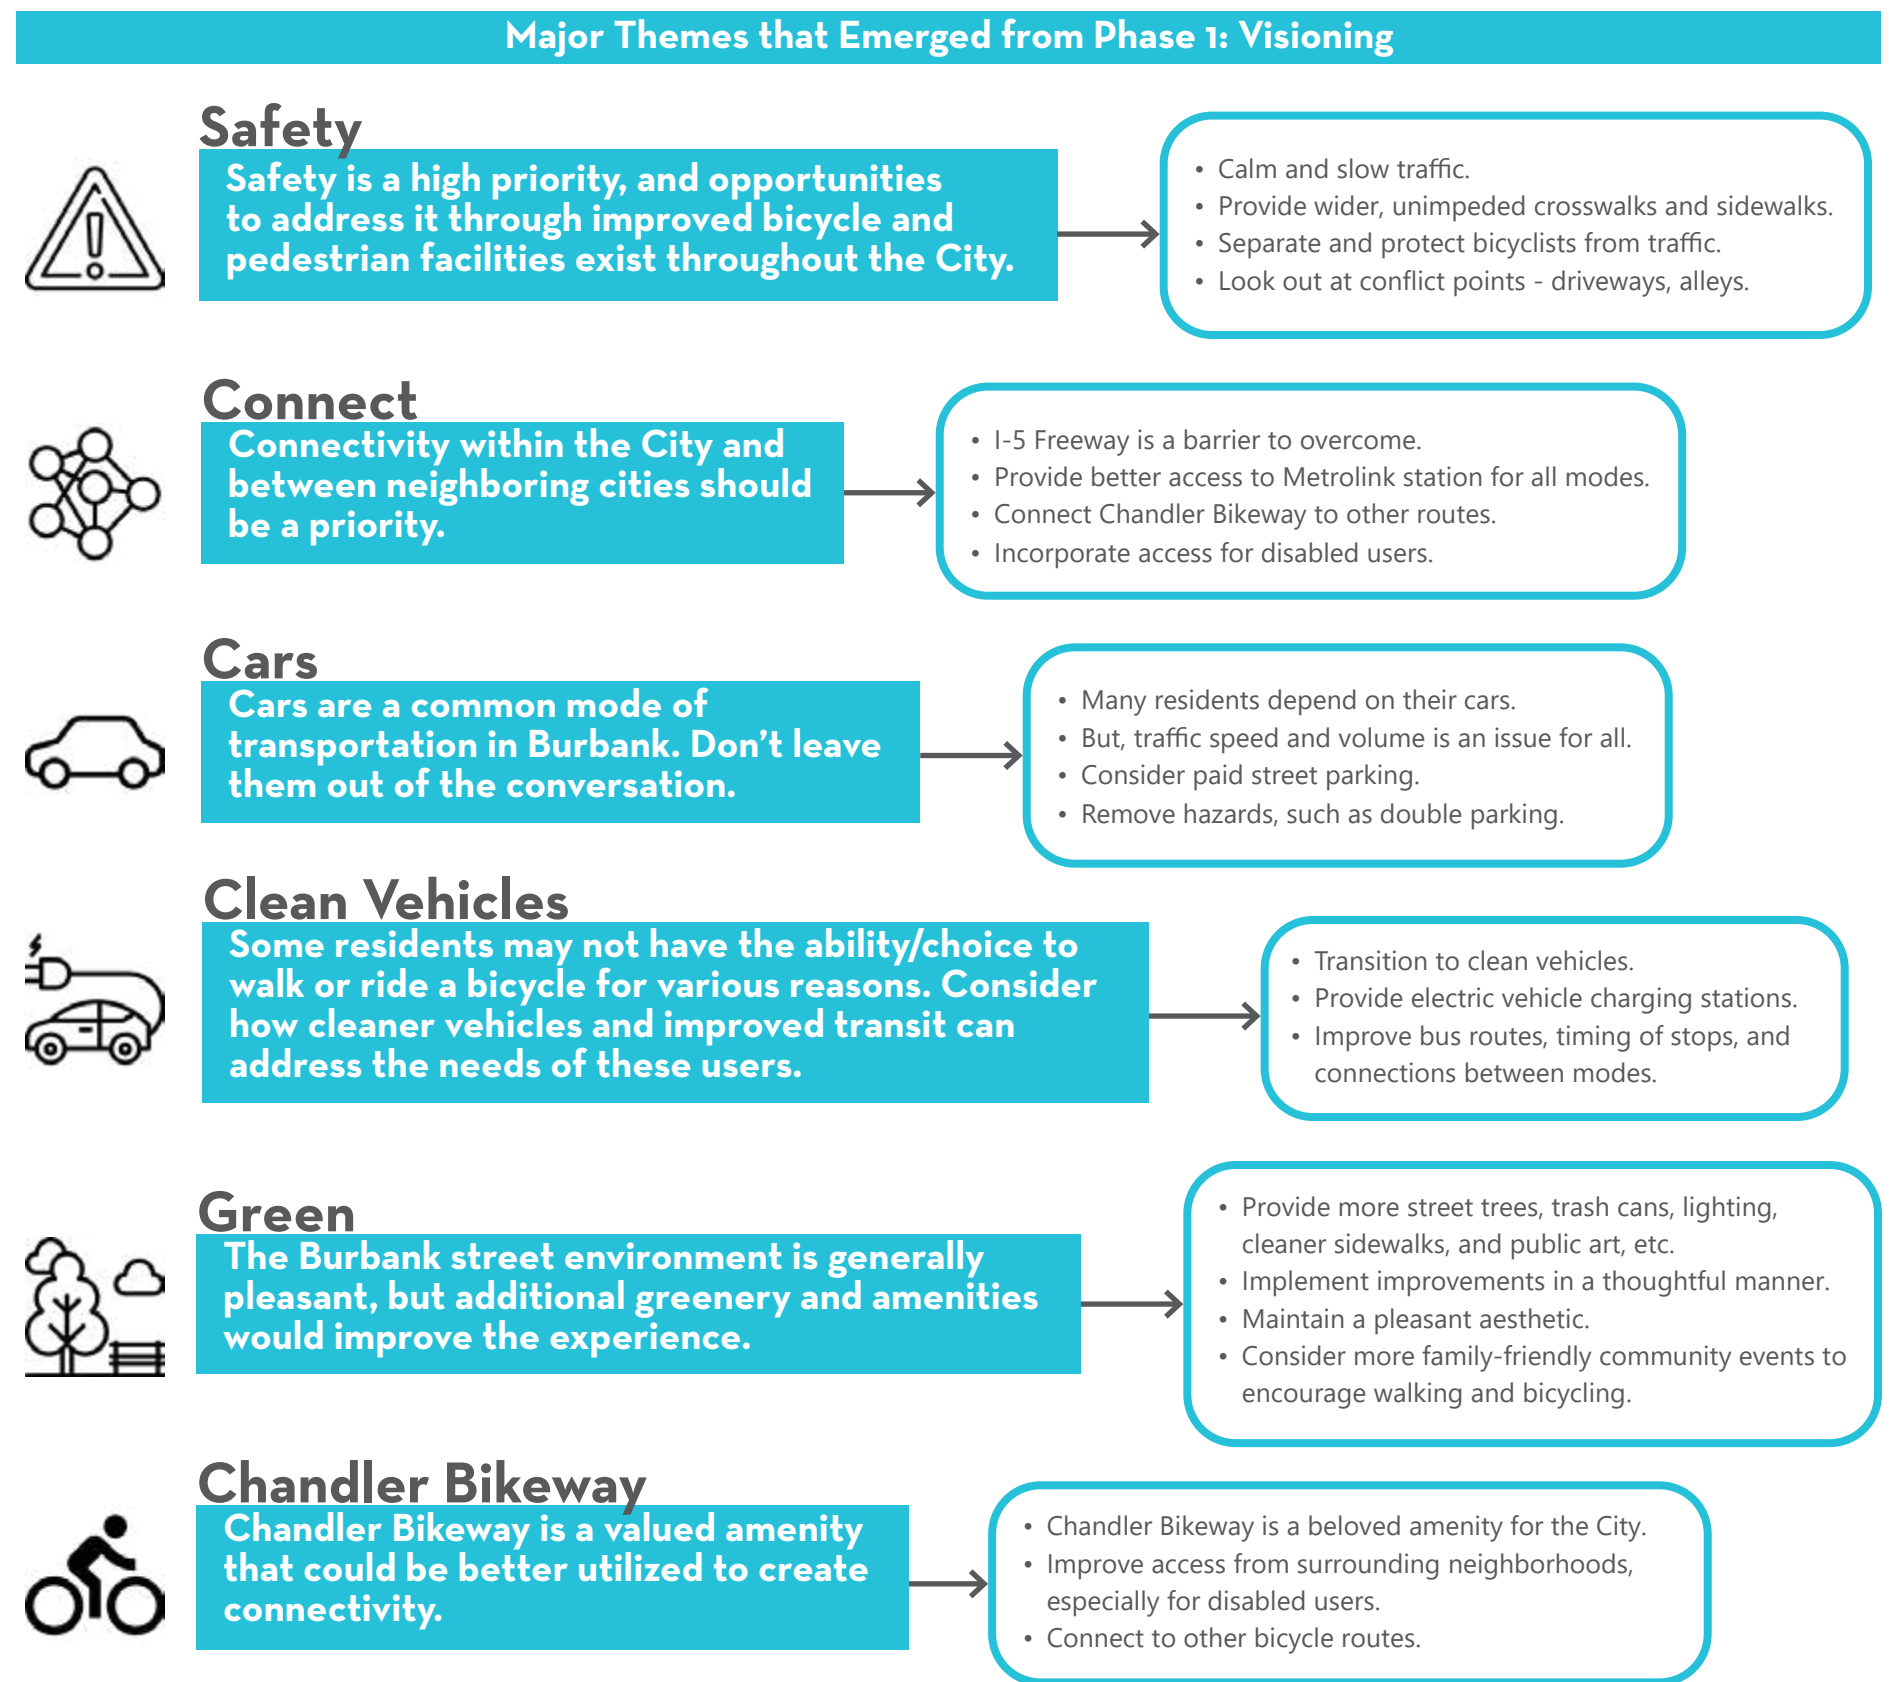 Major Themes that Emerged from Phase 1: Visioning
Safety
Safety is a high priority, and opportunities
to address it through improved bicycle and
pedestrian facilities exist throughout the City.
• Calm and slow traffic.
• Provide wider, unimpeded crosswalks and sidewalks.
• Separate and protect bicyclists from traffic.
• Look out at conflict points - driveways, alleys.
Connect
Connectivity within the City and
between neighboring cities should
be a priority.
• I-5 Freeway is a barrier to overcome.
• Provide better access to Metrolink station for all modes.
• Connect Chandler Bikeway to other routes.
• Incorporate access for disabled users.
Cars
Cars are a common mode of
transportation in Burbank. Don't leave
them out of the conversation.
• Many residents depend on their cars.
• But, traffic speed and volume is an issue for all.
• Consider paid street parking.
• Remove hazards, such as double parking.
Clean Vehicles
Some residents may not have the ability/choice to
walk or ride a bicycle for various reasons. Consider
how cleaner vehicles and improved transit can
address the needs of these users.
• Transition to clean vehicles.
• Provide electric vehicle charging stations.
• Improve bus routes, timing of stops, and
connections between modes.
Green
The Burbank street environment is generally
pleasant, but additional greenery and amenities
would improve the experience.
• Provide more street trees, trash cans, lighting,
cleaner sidewalks, and public art, etc.
• Implement improvements in a thoughtful manner.
• Maintain a pleasant aesthetic.
• Consider more family-friendly community events to
encourage walking and bicycling.
Chandler Bikeway
Chandler Bikeway is a valued amenity
that could be better utilized to create
connectivity.
• Chandler Bikeway is a beloved amenity for the City.
• Improve access from surrounding neighborhoods,
especially for disabled users.
• Connect to other bicycle routes.